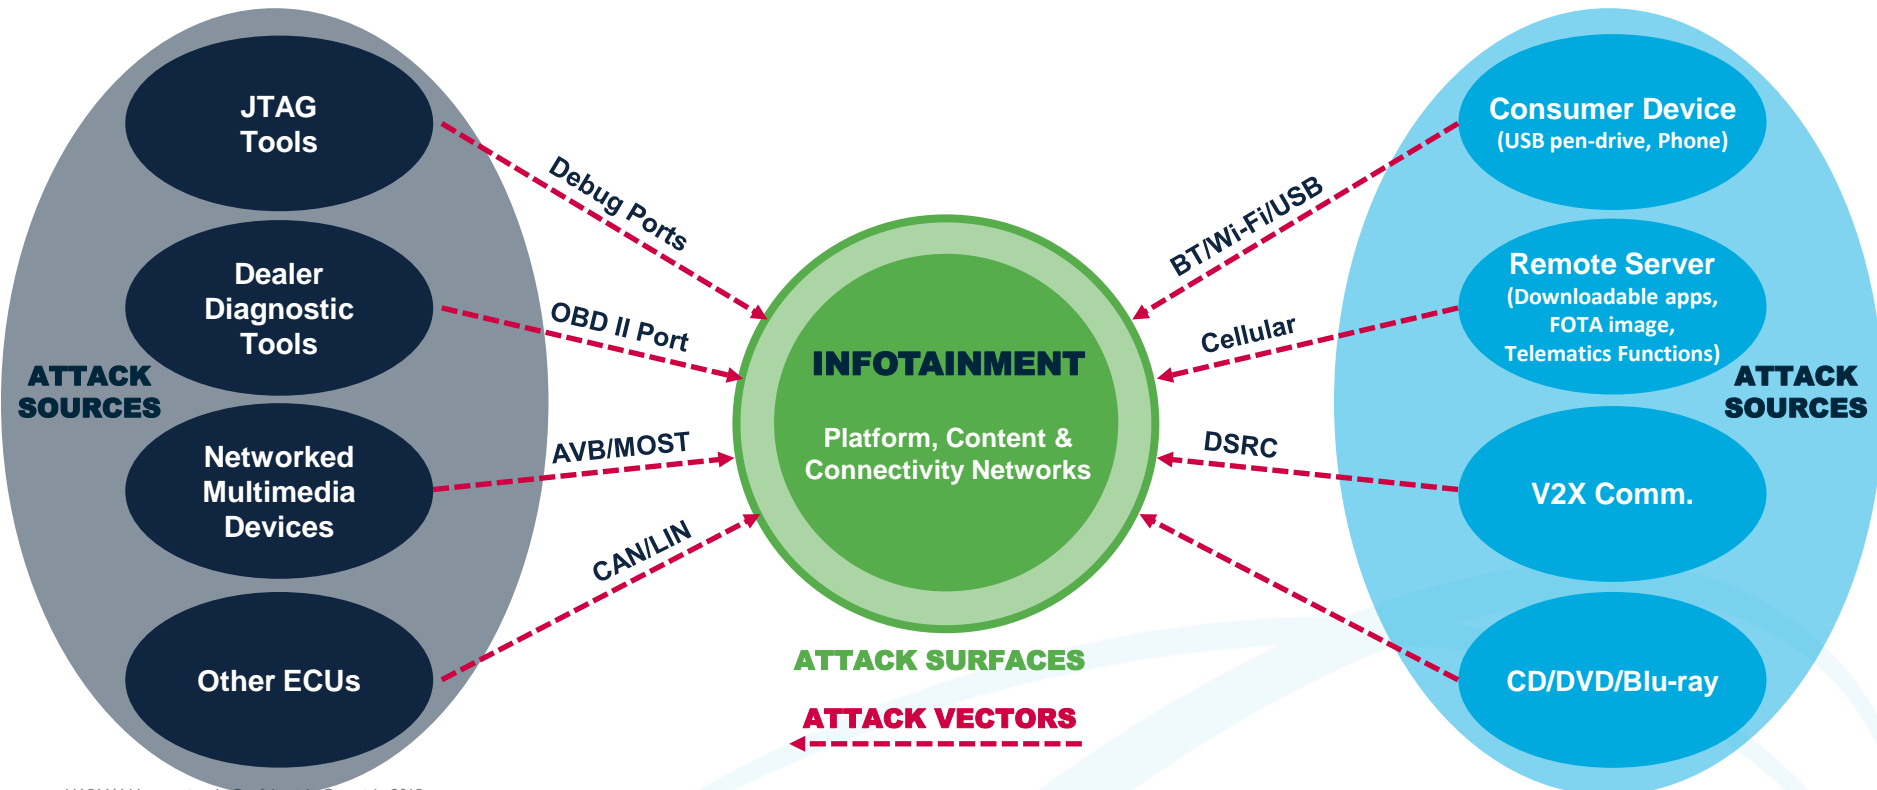 JTAG
Tools
Dealer
Diagnostic
Tools
Networked
Multimedia
Devices
Other ECUs
ATTACK
SOURCES
Debug Ports
OBD II Port
AVB/MOST
CAN/LIN
INFOTAINMENT
Platform, Content &
Connectivity Networks
ATTACK SURFACES
ATTACK VECTORS
BT/Wi-Fi/USB
Cellular
DSRC
Consumer Device
(USB pen-drive, Phone)
Remote Server
(Downloadable apps,
FOTA image,
Telematics Functions)
V2X Comm.
CD/DVD/Blu-ray
ATTACK
SOURCES